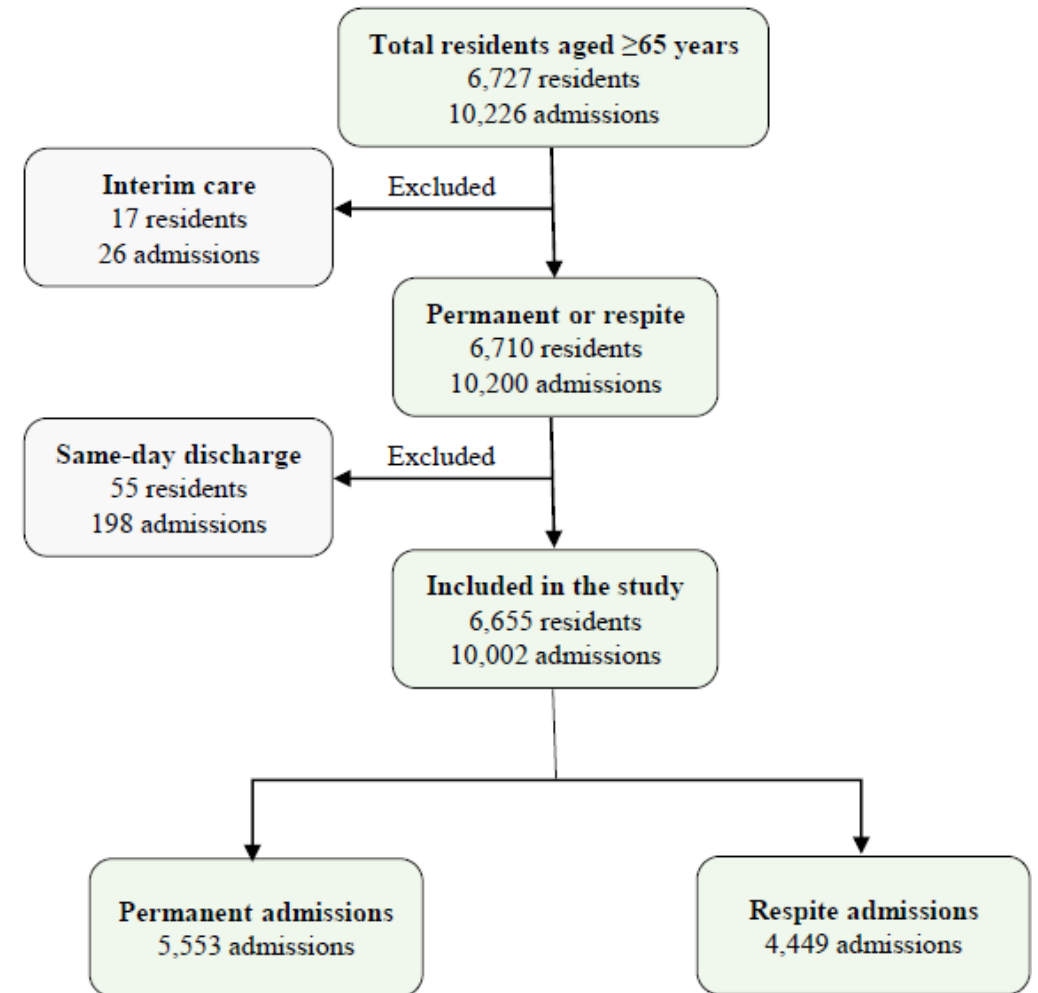 Total residents aged ≥65 years
6,727 residents
10,226 admissions
Excluded
Interim care
17 residents
26 admissions
Permanent or respite
6,710 residents
10,200 admissions
Excluded
Same-day discharge
55 residents
198 admissions
Included in the study
6,655 residents
10,002 admissions
Permanent admissions
5,553 admissions
Respite admissions
4,449 admissions